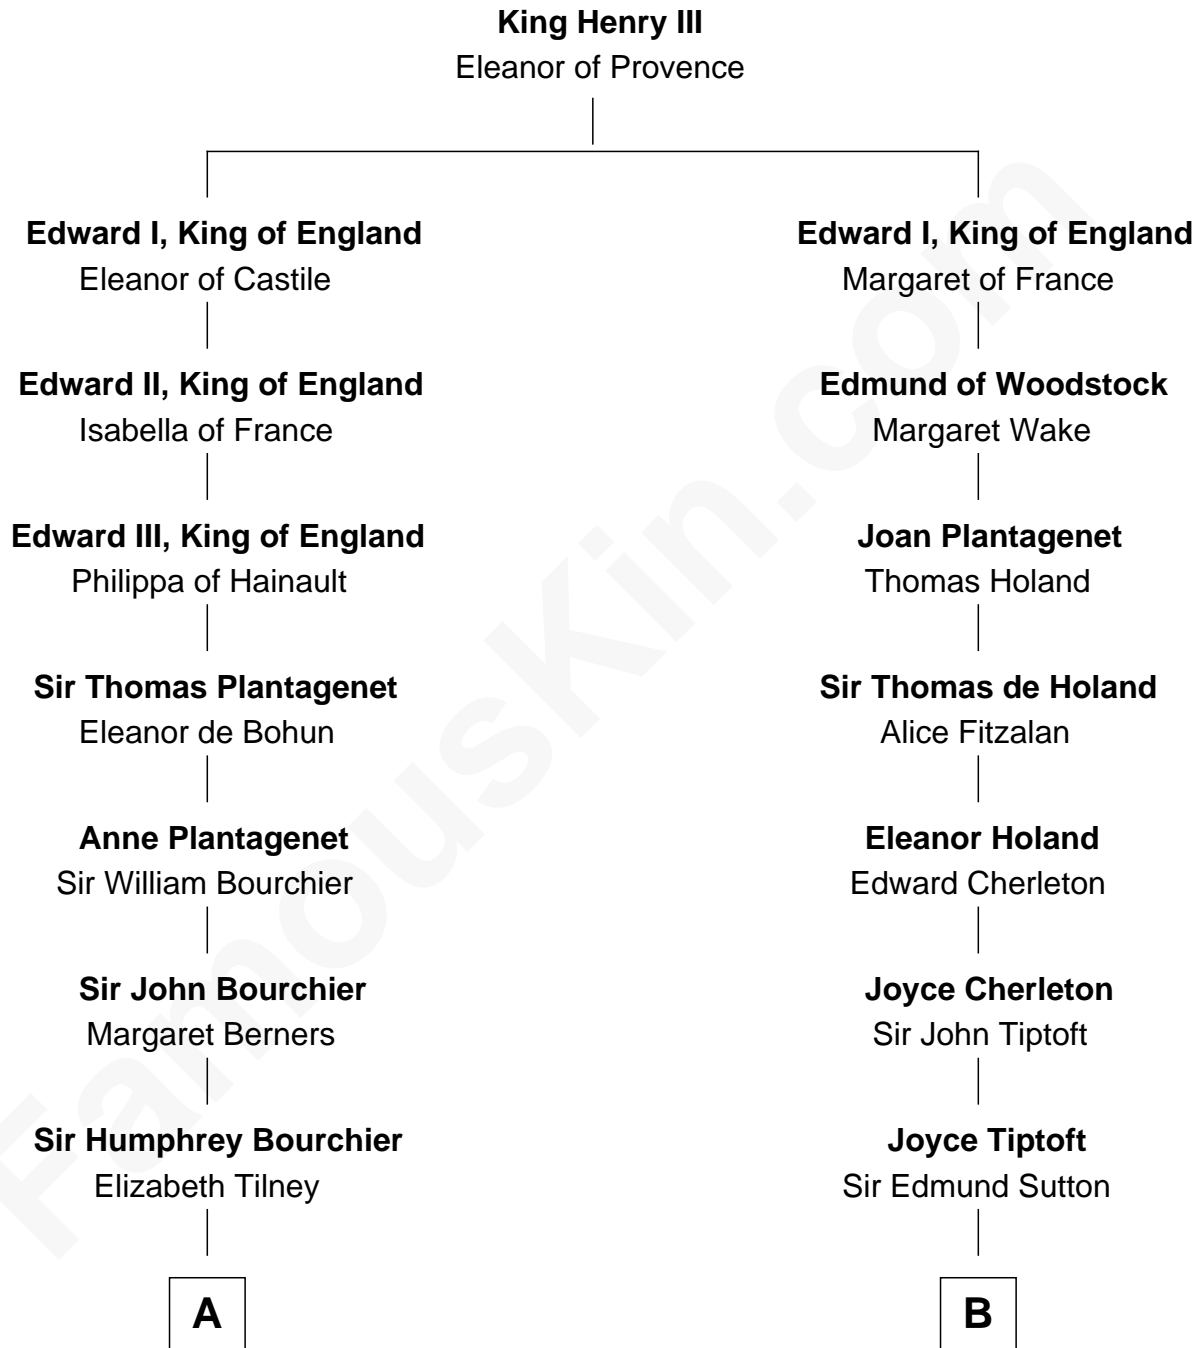 King Henry III
Eleanor of Provence
Edward I, King of England
Eleanor of Castile
Edward I, King of England
Margaret of France
Edward II, King of England
Isabella of France
Edmund of Woodstock
Margaret Wake
Edward III, King of England
Philippa of Hainault
Joan Plantagenet
Thomas Holand
Sir Thomas Plantagenet
Eleanor de Bohun
Sir Thomas de Holand
Alice Fitzalan
Anne Plantagenet
Sir William Bourchier
Eleanor Holand
Edward Cherleton
Sir John Bourchier
Margaret Berners
Joyce Cherleton
Sir John Tiptoft
Sir Humphrey Bourchier
Elizabeth Tilney
Joyce Tiptoft
Sir Edmund Sutton
A
B
FamousKin.com